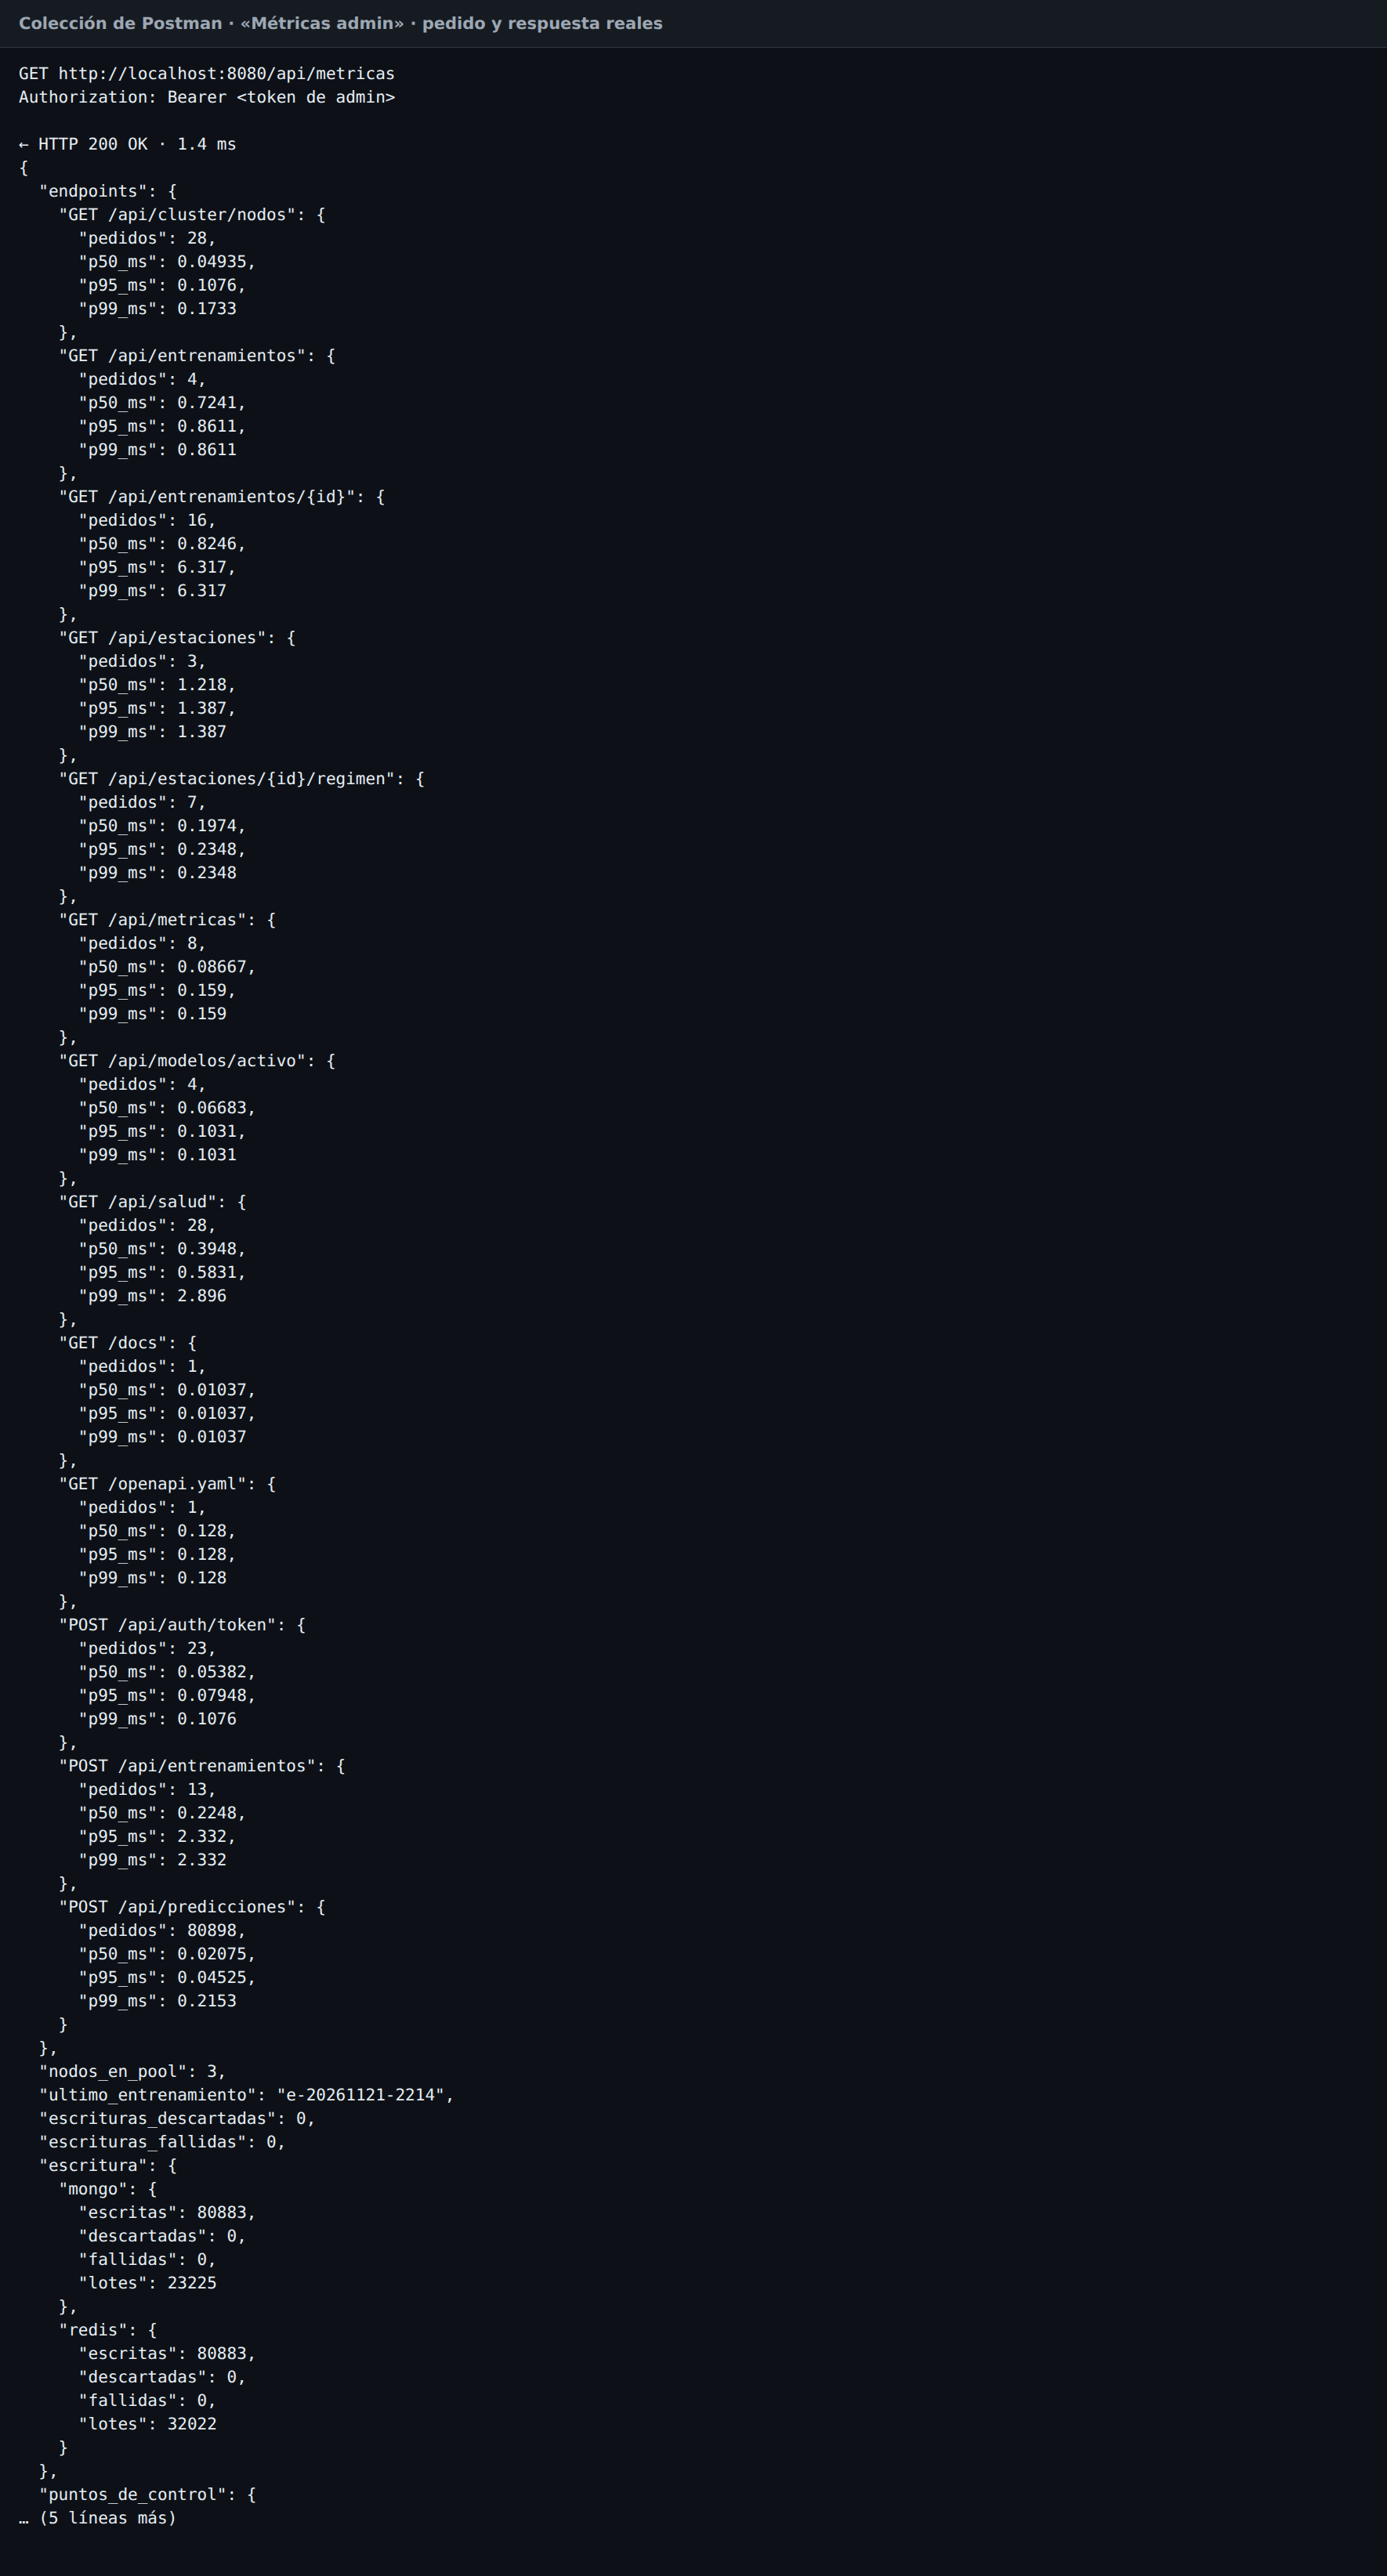 Colección de Postman · «Métricas admin» · pedido y respuesta reales
GET http://localhost:8080/api/metricas
Authorization: Bearer <token de admin>
← HTTP 200 OK · 1.4 ms
{
  "endpoints": {
    "GET /api/cluster/nodos": {
      "pedidos": 28,
      "p50_ms": 0.04935,
      "p95_ms": 0.1076,
      "p99_ms": 0.1733
    },
    "GET /api/entrenamientos": {
      "pedidos": 4,
      "p50_ms": 0.7241,
      "p95_ms": 0.8611,
      "p99_ms": 0.8611
    },
    "GET /api/entrenamientos/{id}": {
      "pedidos": 16,
      "p50_ms": 0.8246,
      "p95_ms": 6.317,
      "p99_ms": 6.317
    },
    "GET /api/estaciones": {
      "pedidos": 3,
      "p50_ms": 1.218,
      "p95_ms": 1.387,
      "p99_ms": 1.387
    },
    "GET /api/estaciones/{id}/regimen": {
      "pedidos": 7,
      "p50_ms": 0.1974,
      "p95_ms": 0.2348,
      "p99_ms": 0.2348
    },
    "GET /api/metricas": {
      "pedidos": 8,
      "p50_ms": 0.08667,
      "p95_ms": 0.159,
      "p99_ms": 0.159
    },
    "GET /api/modelos/activo": {
      "pedidos": 4,
      "p50_ms": 0.06683,
      "p95_ms": 0.1031,
      "p99_ms": 0.1031
    },
    "GET /api/salud": {
      "pedidos": 28,
      "p50_ms": 0.3948,
      "p95_ms": 0.5831,
      "p99_ms": 2.896
    },
    "GET /docs": {
      "pedidos": 1,
      "p50_ms": 0.01037,
      "p95_ms": 0.01037,
      "p99_ms": 0.01037
    },
    "GET /openapi.yaml": {
      "pedidos": 1,
      "p50_ms": 0.128,
      "p95_ms": 0.128,
      "p99_ms": 0.128
    },
    "POST /api/auth/token": {
      "pedidos": 23,
      "p50_ms": 0.05382,
      "p95_ms": 0.07948,
      "p99_ms": 0.1076
    },
    "POST /api/entrenamientos": {
      "pedidos": 13,
      "p50_ms": 0.2248,
      "p95_ms": 2.332,
      "p99_ms": 2.332
    },
    "POST /api/predicciones": {
      "pedidos": 80898,
      "p50_ms": 0.02075,
      "p95_ms": 0.04525,
      "p99_ms": 0.2153
    }
  },
  "nodos_en_pool": 3,
  "ultimo_entrenamiento": "e-20261121-2214",
  "escrituras_descartadas": 0,
  "escrituras_fallidas": 0,
  "escritura": {
    "mongo": {
      "escritas": 80883,
      "descartadas": 0,
      "fallidas": 0,
      "lotes": 23225
    },
    "redis": {
      "escritas": 80883,
      "descartadas": 0,
      "fallidas": 0,
      "lotes": 32022
    }
  },
  "puntos_de_control": {
… (5 líneas más)